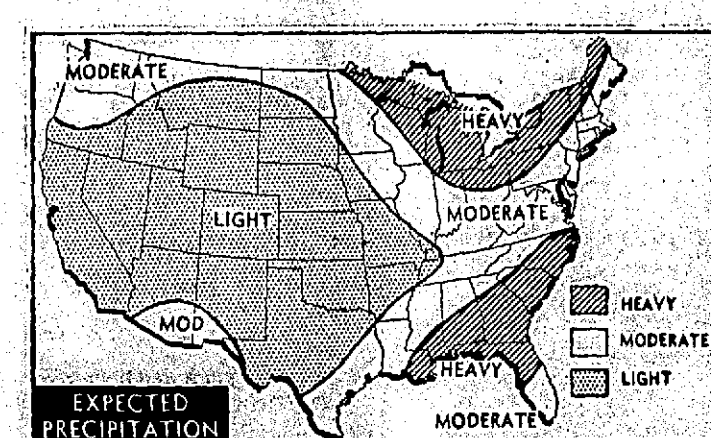 MODERATE
HEAVY
LIGHT
MODERATE
MOD
HEAVY
MODERATE
HEAVY
MODERATE
LIGHT
EXPECTED
PRECIPITATION